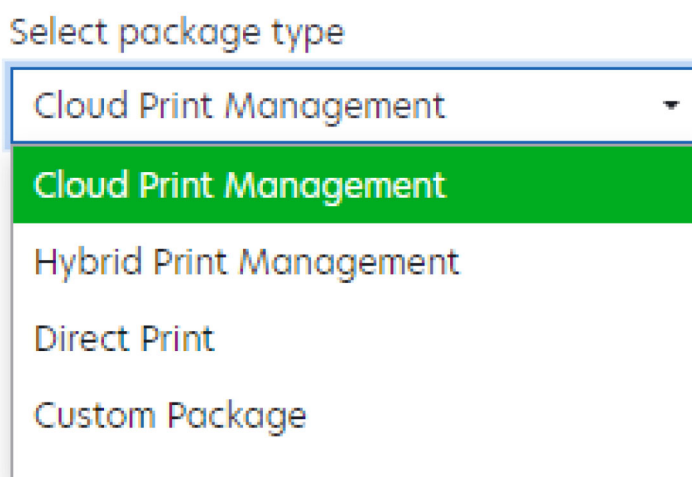 Select package type
Cloud Print Management
Cloud Print Management
Hybrid Print Management
Direct Print
Custom Package